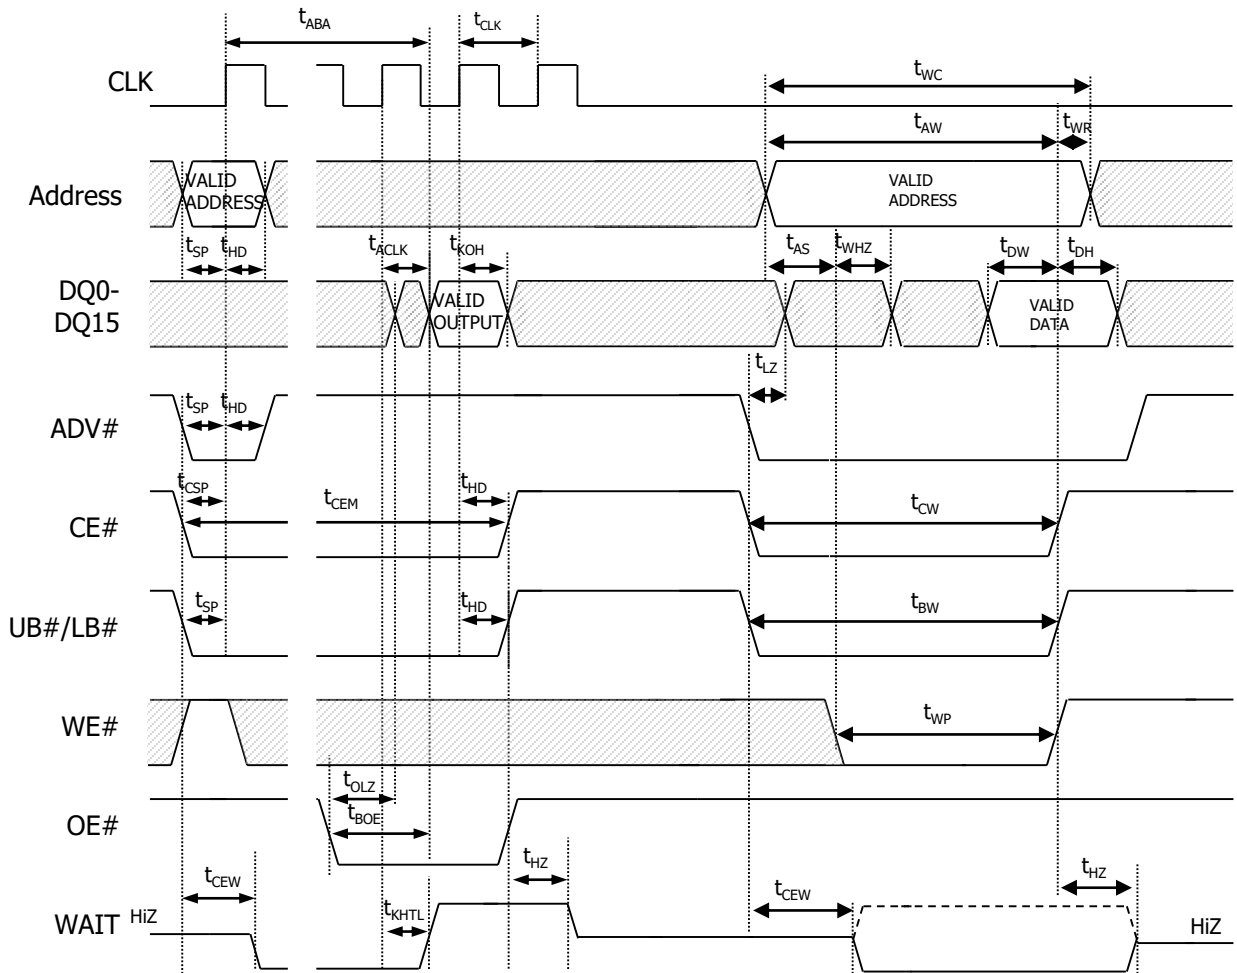 tABA
tCLK
CLK
tWC
tAW
tWR
Address
VALID
ADDRESS
VALID
ADDRESS
tSP
tHD
tACLK
tKOH
tAS
tWHZ
tDW
tDH
DQ0-
DQ15
VALID
OUTPUT
VALID
DATA
tLZ
ADV#
tSP
tHD
CE#
tCSP
tCEM
tHD
tCW
UB#/LB#
tSP
tHD
tBW
WE#
tWP
OE#
tOLZ
tBOE
tHZ
tHZ
WAIT
HiZ
tCEW
tKHTL
tCEW
HiZ